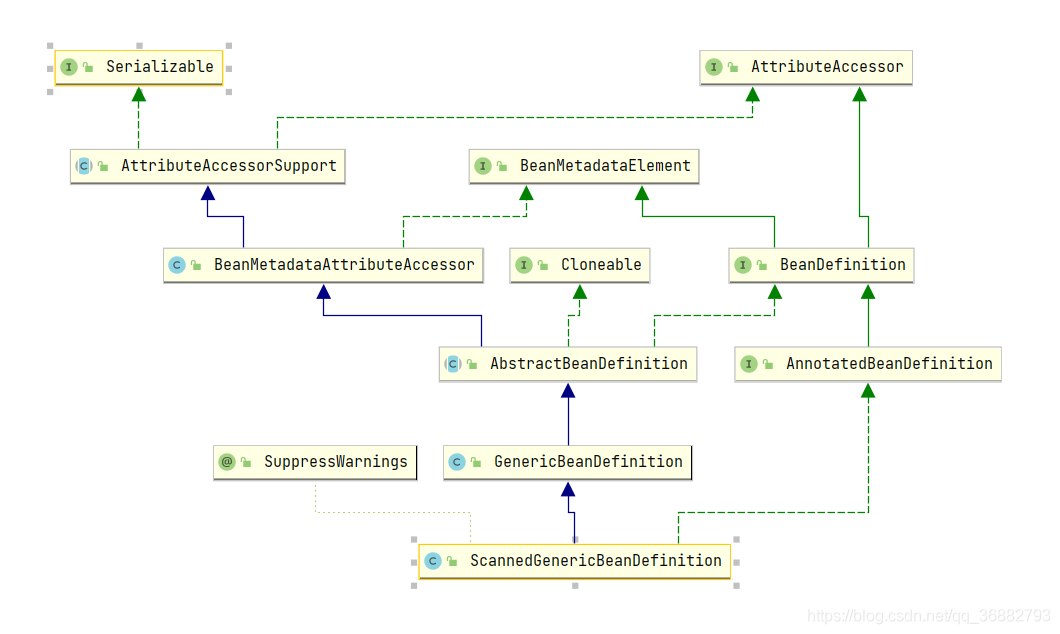 Serializable
AttributeAccessor
AttributeAccessorSupport
BeanMetadataElement
BeanMetadataAttributeAccessor
Cloneable
BeanDefinition
AbstractBeanDefinition
AnnotatedBeanDefinition
SuppressWarnings
GenericBeanDefinition
ScannedGenericBeanDefinition
https://blog.csdn.net/qq_36882793